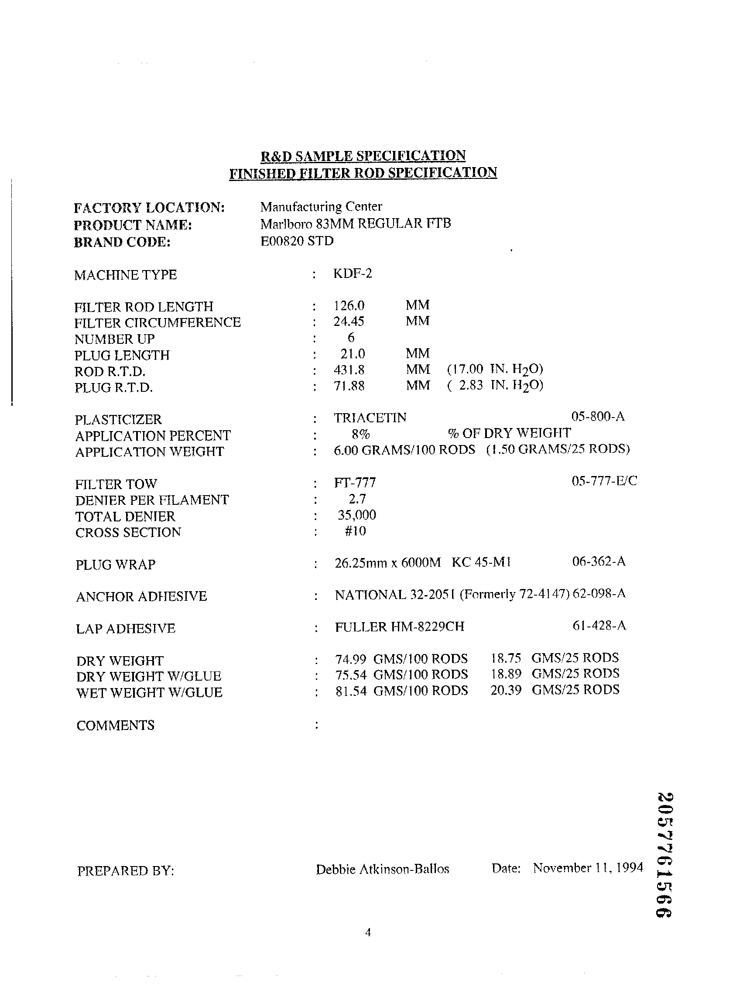 R&D SAMPLE SPECIFICATION
FINISHED FILTER ROD SPECIFICATION
FACTORY LOCATION: Manufacturing Center
PRODUCT NAME: Marlboro 83MM REGULAR FTB
BRAND CODE: E00820 STD
MACHINE TYPE : KDF-2
FILTER ROD LENGTH : 126.0 MM
FILTER CIRCUMFERENCE : 24.45 MM
NUMBER UP : 6
PLUG LENGTH : 21.0 MM
ROD R.T.D. : 431.8 MM (17.00 IN. H2O)
PLUG R.T.D. : 71.88 MM ( 2.83 IN. H2O)
PLASTICIZER : TRIACETIN 05-800-A
APPLICATION PERCENT : 8% % OF DRY WEIGHT
APPLICATION WEIGHT : 6.00 GRAMS/100 RODS (1.50 GRAMS/25 RODS)
FILTER TOW : FT-777 05-777-E/C
DENIER PER FILAMENT : 2.7
TOTAL DENIER : 35,000
CROSS SECTION : #10
PLUG WRAP : 26.25mm x 6000M KC 45-M1 06-362-A
ANCHOR ADHESIVE : NATIONAL 32-2051 (Formerly 72-4147) 62-098-A
LAP ADHESIVE : FULLER HM-8229CH 61-428-A
DRY WEIGHT : 74.99 GMS/100 RODS 18.75 GMS/25 RODS
DRY WEIGHT W/GLUE : 75.54 GMS/100 RODS 18.89 GMS/25 RODS
WET WEIGHT W/GLUE : 81.54 GMS/100 RODS 20.39 GMS/25 RODS
COMMENTS :
PREPARED BY: Debbie Atkinson-Ballos Date: November 11, 1994
4
2057761566